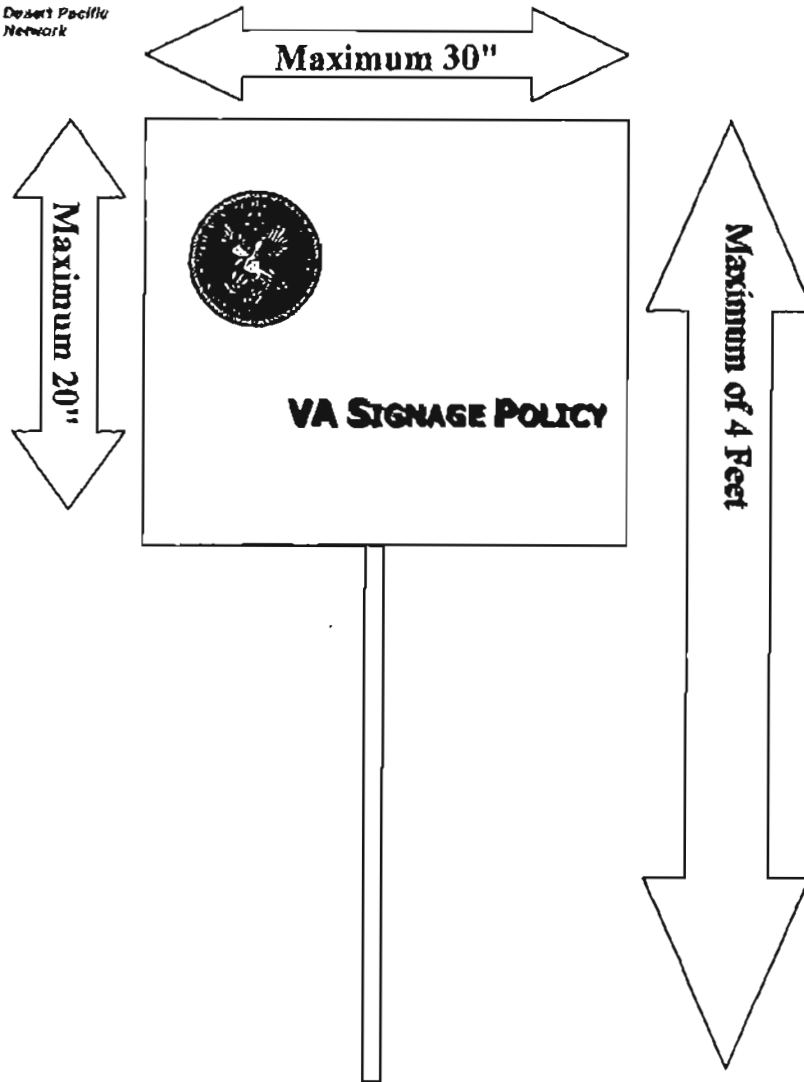 Desert Pacific
Network
Maximum 30"
Maximum 20"
Maximum of 4 Feet
VA SIGNAGE POLICY